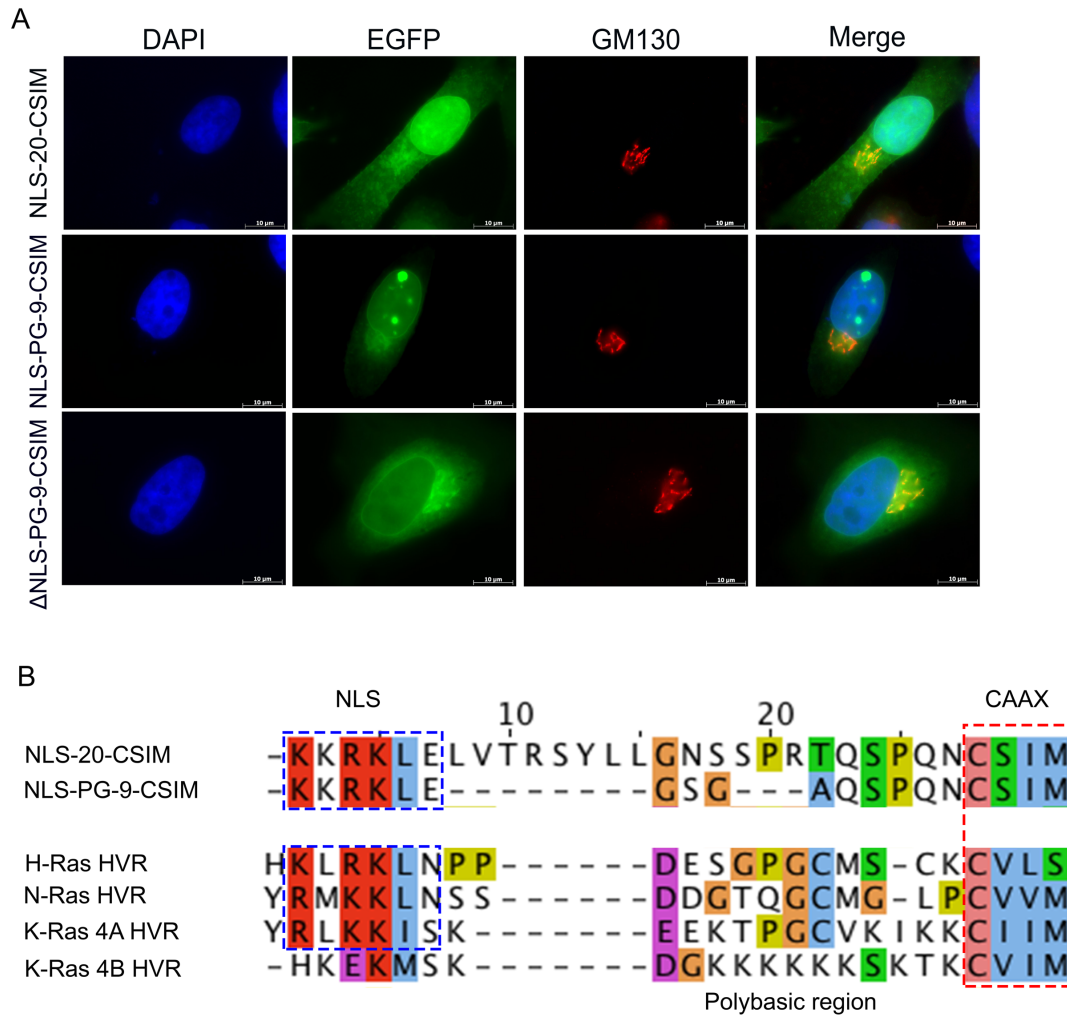 A
DAPI EGFP GM130 Merge
NLS-20-CSIM
10 µm 10 µm 10 µm 10 µm
NLS-PG-9-CSIM
10 µm 10 µm 10 µm 10 µm
ΔNLS-PG-9-CSIM
10 µm 10 µm 10 µm 10 µm
B
NLS 10 20 CAAX
NLS-20-CSIM -KKRKLELVTRSYLLGNSSPRTQSPQNCSIM
NLS-PG-9-CSIM -KKRKLE--------GSG---AQSPQNCSIM
H-Ras HVR HKLRKLNPP------DESGPGCMS-CKCVLS
N-Ras HVR YRMKKLNSS------DDGTQGCMG-LPCVVM
K-Ras 4A HVR YRLKKISK-------EEKTPGCVKIKKCIIM
K-Ras 4B HVR -HKEKMSK-------DGKKKKKKSKTKCVIM
Polybasic region